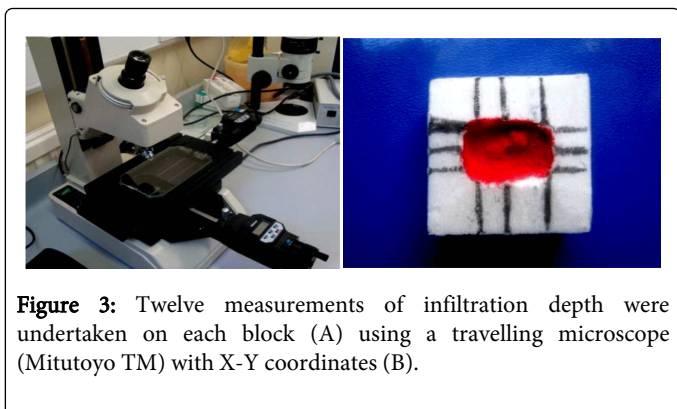 Figure 3: Twelve measurements of infiltration depth were
undertaken on each block (A) using a travelling microscope
(Mitutoyo TM) with X-Y coordinates (B).